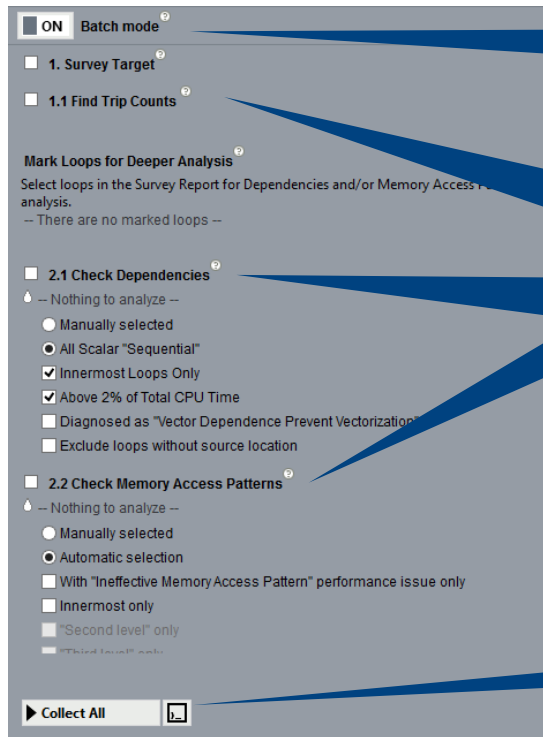 ON Batch mode ?
1. Survey Target ?
1.1 Find Trip Counts ?
Mark Loops for Deeper Analysis ?
Select loops in the Survey Report for Dependencies and/or Memory Access
analysis.
-- There are no marked loops --
2.1 Check Dependencies ?
-- Nothing to analyze --
Manually selected
All Scalar "Sequential"
Innermost Loops Only
Above 2% of Total CPU Time
Diagnosed as "Vector Dependence Prevent Vectorization"
Exclude loops without source location
2.2 Check Memory Access Patterns ?
-- Nothing to analyze --
Manually selected
Automatic selection
With "Ineffective Memory Access Pattern" performance issue only
Innermost only
"Second level" only
"Third level" only
Collect All